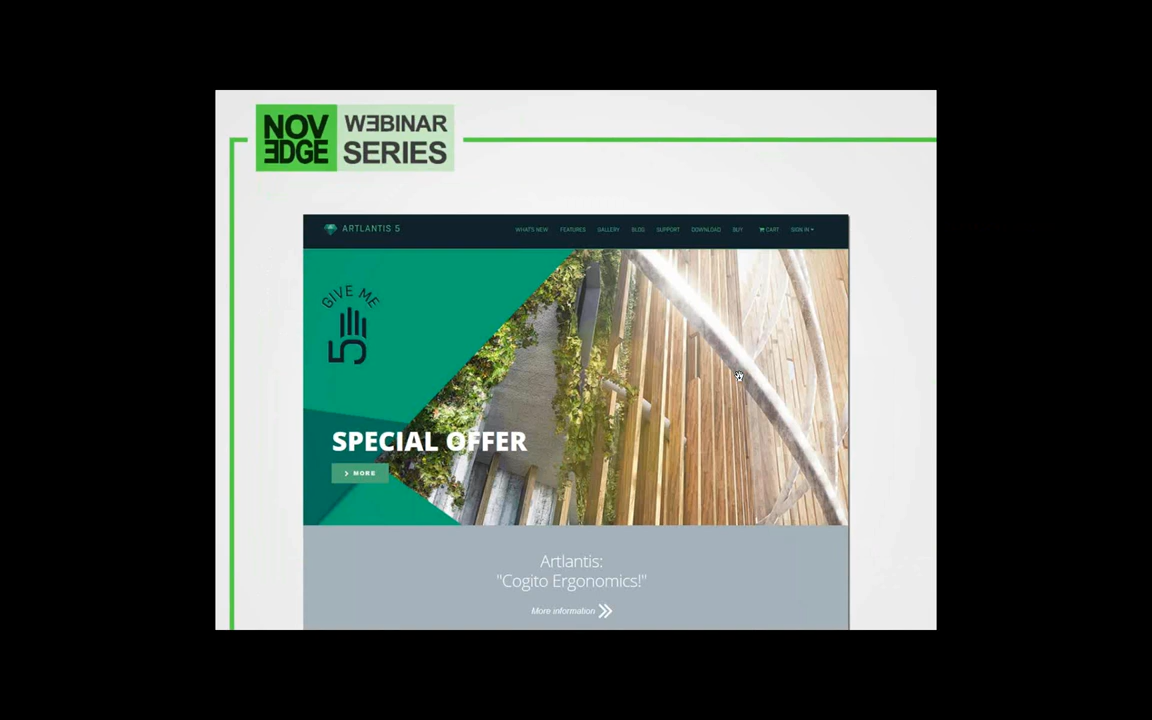 NOV WEBINAR
EDGE SERIES
ARTLANTIS 5
WHATS NEW FEATURES GALLERY BLOG SUPPORT DOWNLOAD BUY CART SIGN IN
GIVE ME
5
SPECIAL OFFER
> MORE
Artlantis:
"Cogito Ergonomics!"
More information